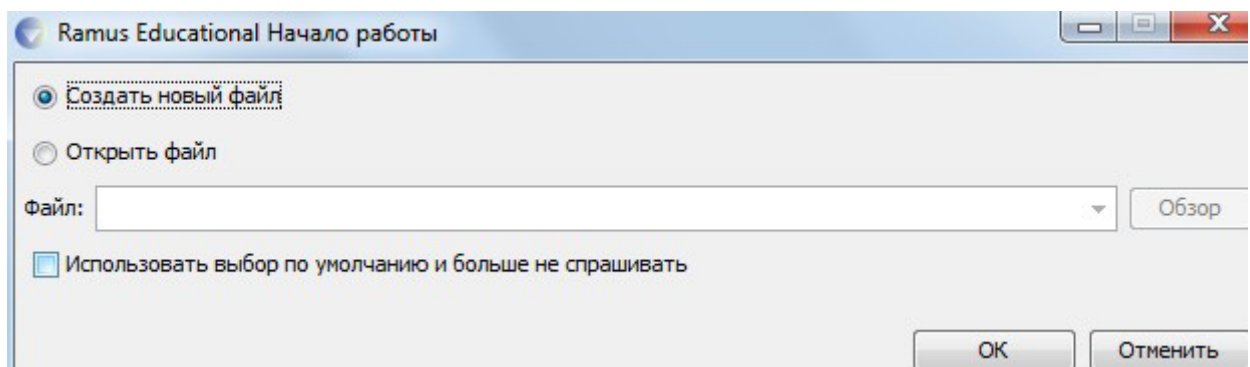 Ramus Educational Начало работы
Создать новый файл
Открыть файл
Файл: Обзор
Использовать выбор по умолчанию и больше не спрашивать
OK Отменить